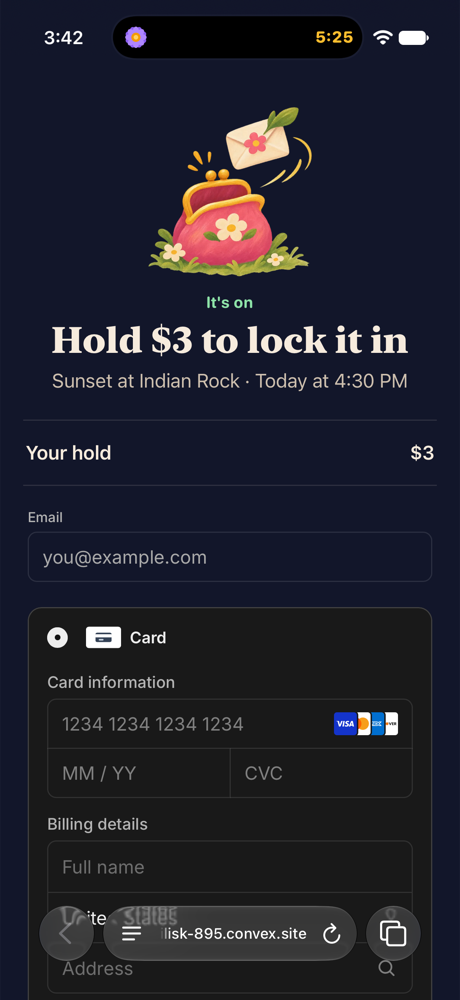 3:42
5:25
It's on
Hold $3 to lock it in
Sunset at Indian Rock · Today at 4:30 PM
Your hold $3
Email
you@example.com
Card
Card information
1234 1234 1234 1234 VISA
MM / YY CVC
Billing details
Full name
United States
lisk-895.convex.site
Address